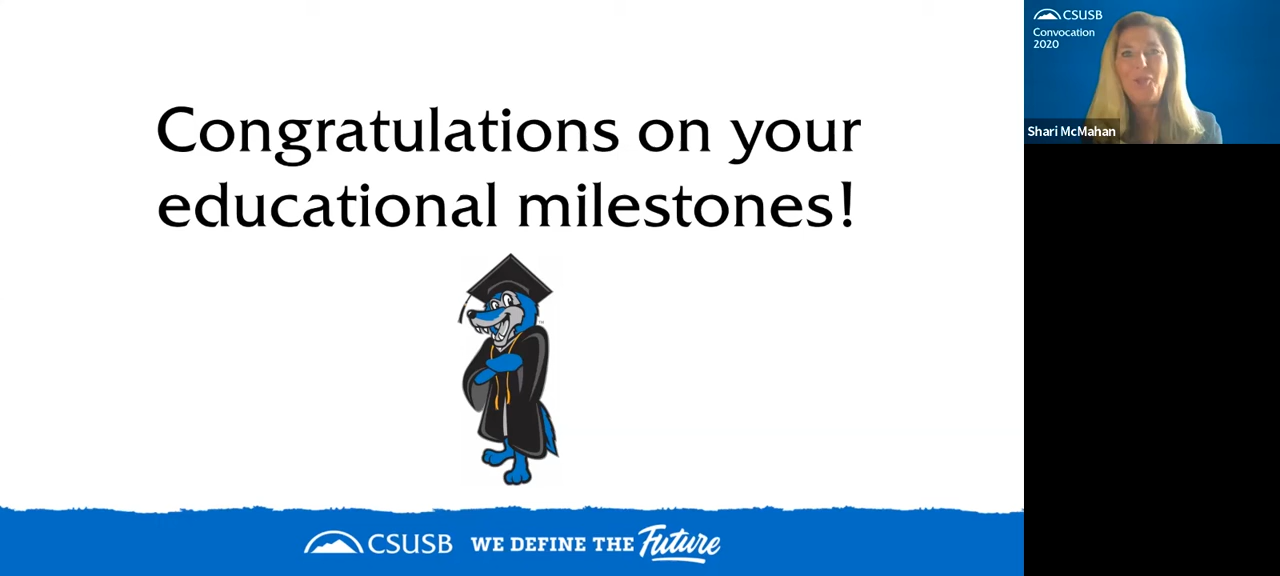 Congratulations on your
educational milestones!
CSUSB WE DEFINE THE Future
CSUSB
Convocation
2020
Shari McMahan